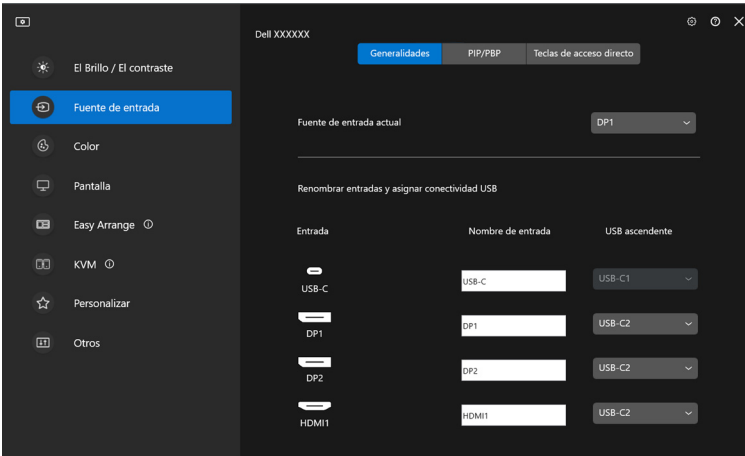 Dell XXXXXX
Generalidades PIP/PBP Teclas de acceso directo
El Brillo / El contraste
Fuente de entrada
Color
Pantalla
Easy Arrange
KVM
Personalizar
Otros
Fuente de entrada actual DP1
Renombrar entradas y asignar conectividad USB
Entrada Nombre de entrada USB ascendente
USB-C USB-C USB-C1
DP1 DP1 USB-C2
DP2 DP2 USB-C2
HDMI1 HDMI1 USB-C2